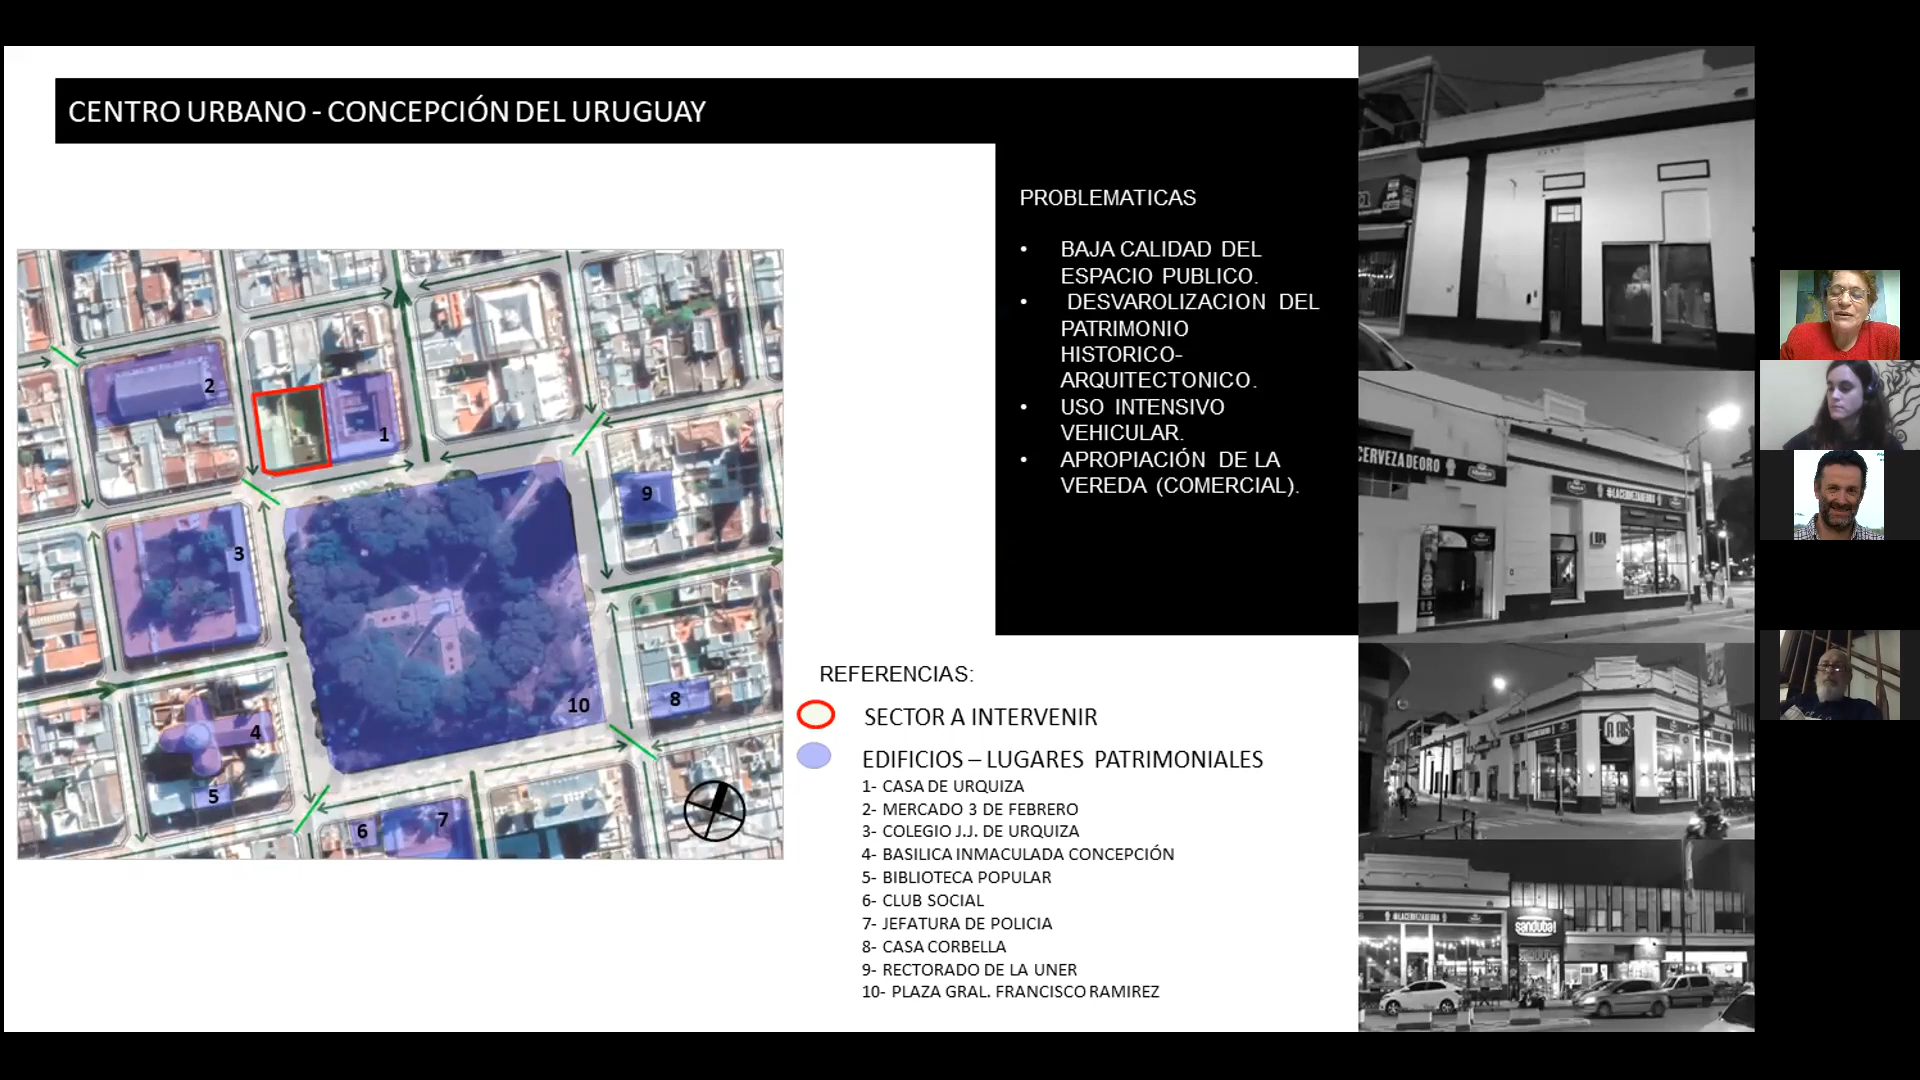 CENTRO URBANO - CONCEPCIÓN DEL URUGUAY
PROBLEMATICAS
• BAJA CALIDAD DEL
ESPACIO PUBLICO.
• DESVAROLIZACION DEL
PATRIMONIO
HISTORICO-
ARQUITECTONICO.
• USO INTENSIVO
VEHICULAR.
• APROPIACIÓN DE LA
VEREDA (COMERCIAL).
2
1
9
3
10
8
4
5
6
7
REFERENCIAS:
SECTOR A INTERVENIR
EDIFICIOS – LUGARES PATRIMONIALES
1- CASA DE URQUIZA
2- MERCADO 3 DE FEBRERO
3- COLEGIO J.J. DE URQUIZA
4- BASILICA INMACULADA CONCEPCIÓN
5- BIBLIOTECA POPULAR
6- CLUB SOCIAL
7- JEFATURA DE POLICIA
8- CASA CORBELLA
9- RECTORADO DE LA UNER
10- PLAZA GRAL. FRANCISCO RAMIREZ
CERVEZADEORO
#LACERVEZADEORO
#LACERVEZADEORO
sanduba!